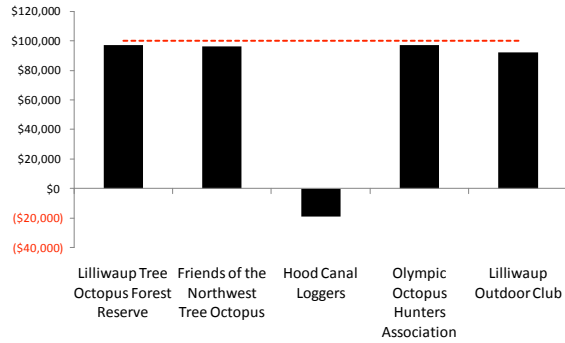 $120,000
$100,000
$80,000
$60,000
$40,000
$20,000
$0
($20,000)
($40,000)
Lilliwaup Tree
Octopus Forest
Reserve
Friends of the
Northwest
Tree Octopus
Hood Canal
Loggers
Olympic
Octopus
Hunters
Association
Lilliwaup
Outdoor Club